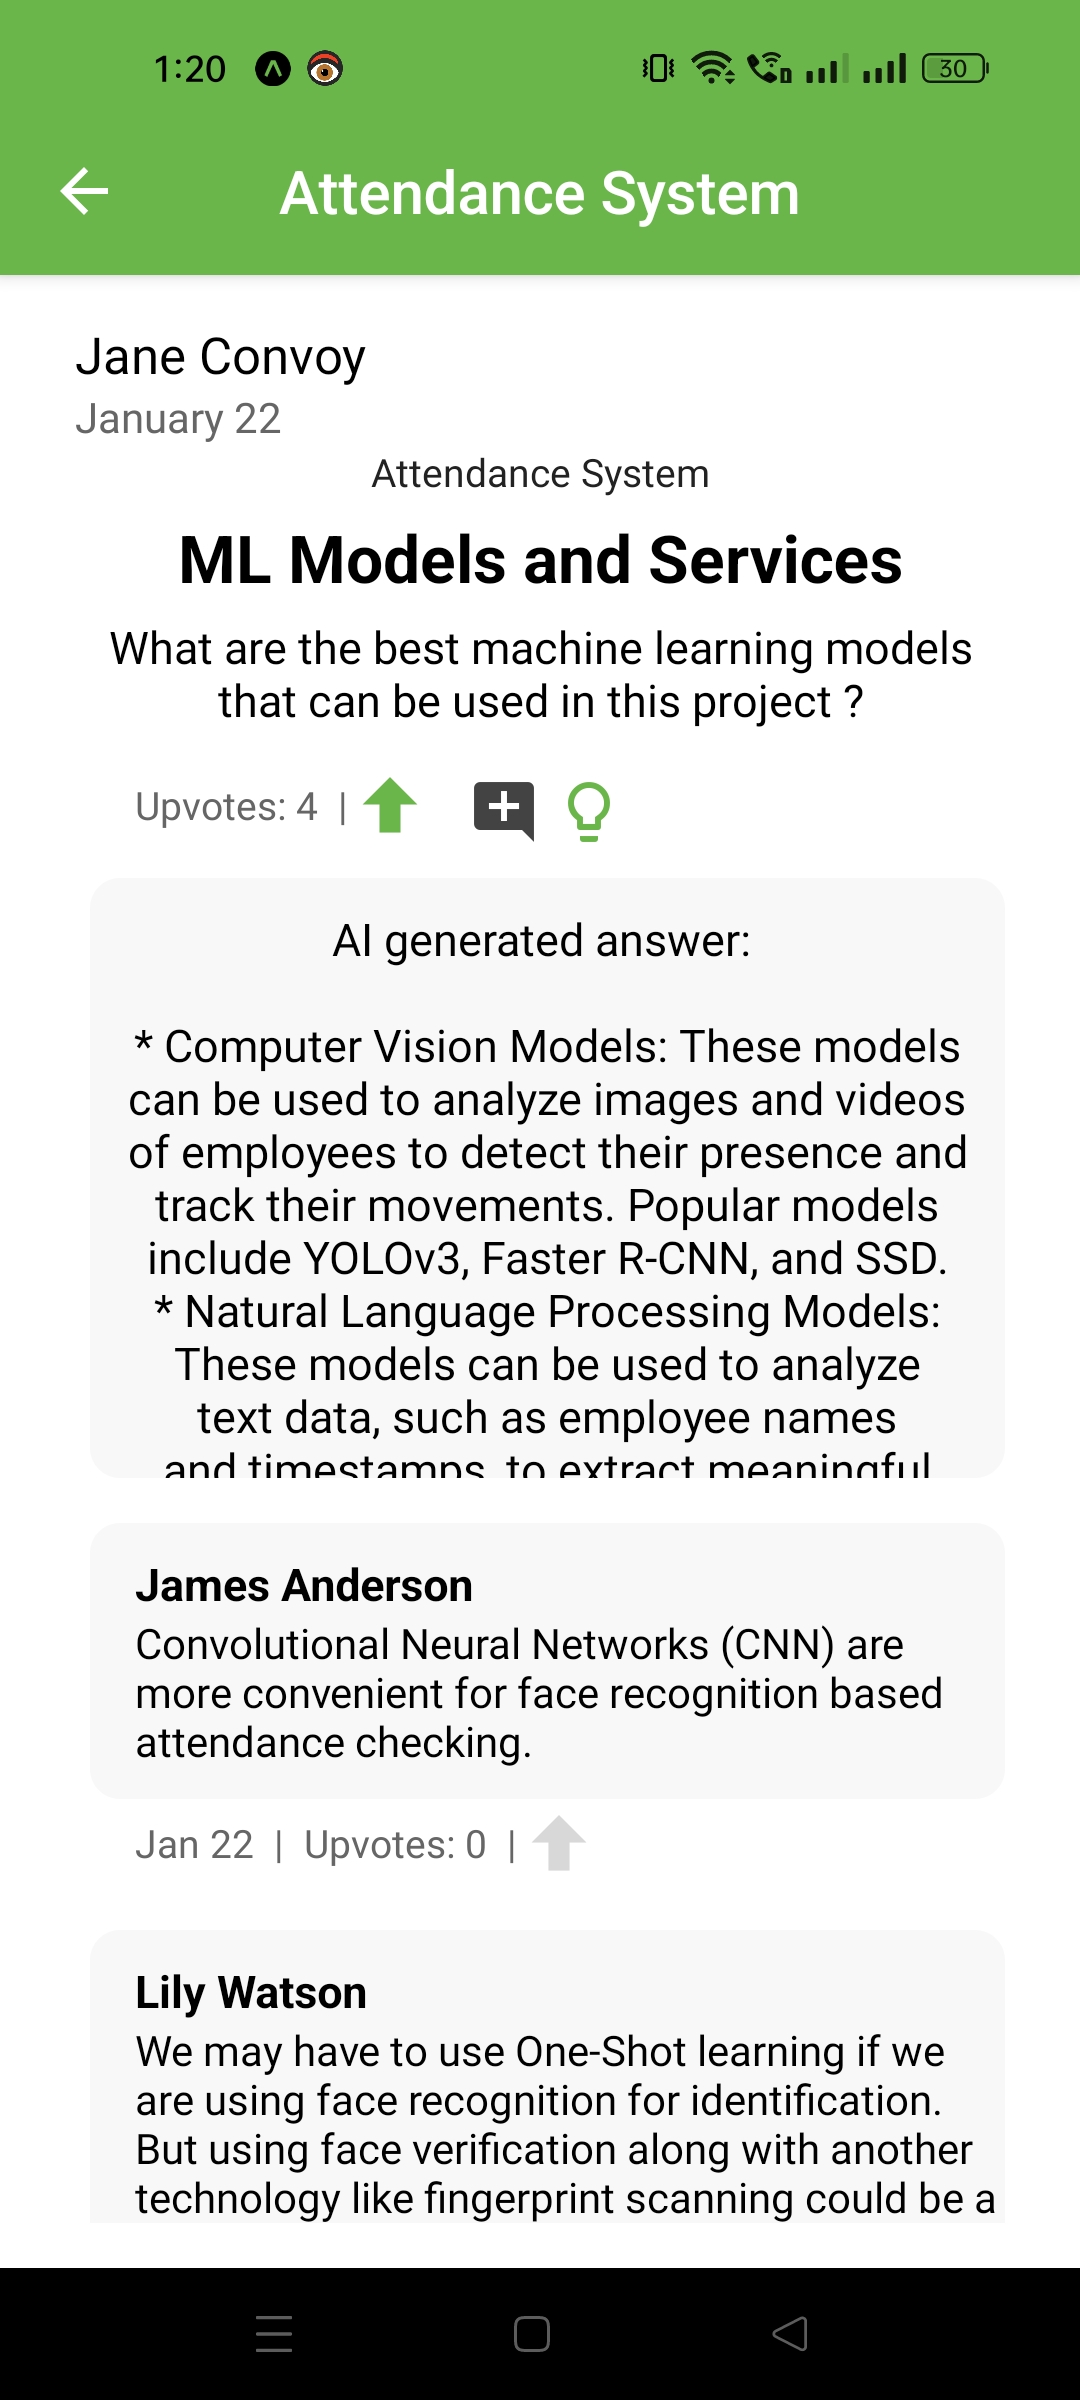 1:20
30
Attendance System
Jane Convoy
January 22
Attendance System
ML Models and Services
What are the best machine learning models
that can be used in this project ?
Upvotes: 4 |
AI generated answer:
* Computer Vision Models: These models
can be used to analyze images and videos
of employees to detect their presence and
track their movements. Popular models
include YOLOv3, Faster R-CNN, and SSD.
* Natural Language Processing Models:
These models can be used to analyze
text data, such as employee names
and timestamps, to extract meaningful
James Anderson
Convolutional Neural Networks (CNN) are
more convenient for face recognition based
attendance checking.
Jan 22 | Upvotes: 0 |
Lily Watson
We may have to use One-Shot learning if we
are using face recognition for identification.
But using face verification along with another
technology like fingerprint scanning could be a